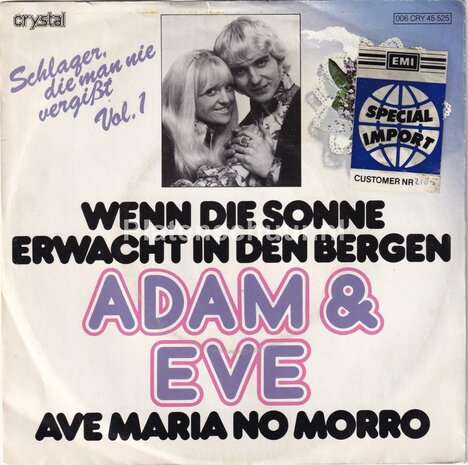 crystal
006 CRY 45 525
Schlager,
die man nie
vergißt
Vol. 1
EMI
SPECIAL
IMPORT
CUSTOMER NR
WENN DIE SONNE
ERWACHT IN DEN BERGEN
ADAM &
EVE
AVE MARIA NO MORRO